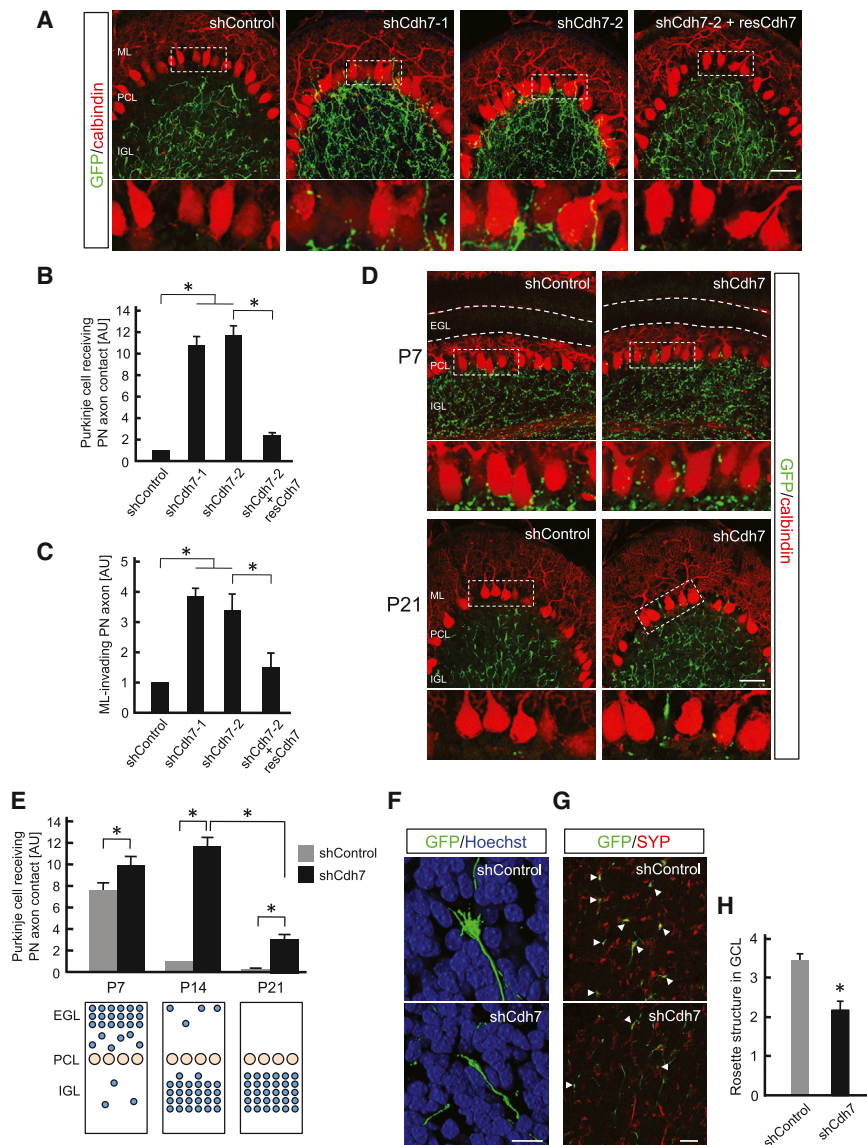 A
GFP/calbindin
shControl
shCdh7-1
shCdh7-2
shCdh7-2 + resCdh7
ML
PCL
IGL
B
Purkinje cell receiving
PN axon contact [AU]
14
12
10
8
6
4
2
0
*
*
shControl
shCdh7-1
shCdh7-2
shCdh7-2
+
resCdh7
C
ML-invading PN axon [AU]
5
4
3
2
1
0
*
*
shControl
shCdh7-1
shCdh7-2
shCdh7-2
+
resCdh7
D
shControl
shCdh7
P7
EGL
PCL
IGL
shControl
shCdh7
P21
ML
PCL
IGL
GFP/calbindin
E
Purkinje cell receiving
PN axon contact [AU]
14
12
10
8
6
4
2
0
*
*
*
*
shControl
shCdh7
P7
P14
P21
EGL
PCL
IGL
F
GFP/Hoechst
shControl
shCdh7
G
GFP/SYP
shControl
shCdh7
H
Rosette structure in GCL
4
3
2
1
0
*
shControl
shCdh7